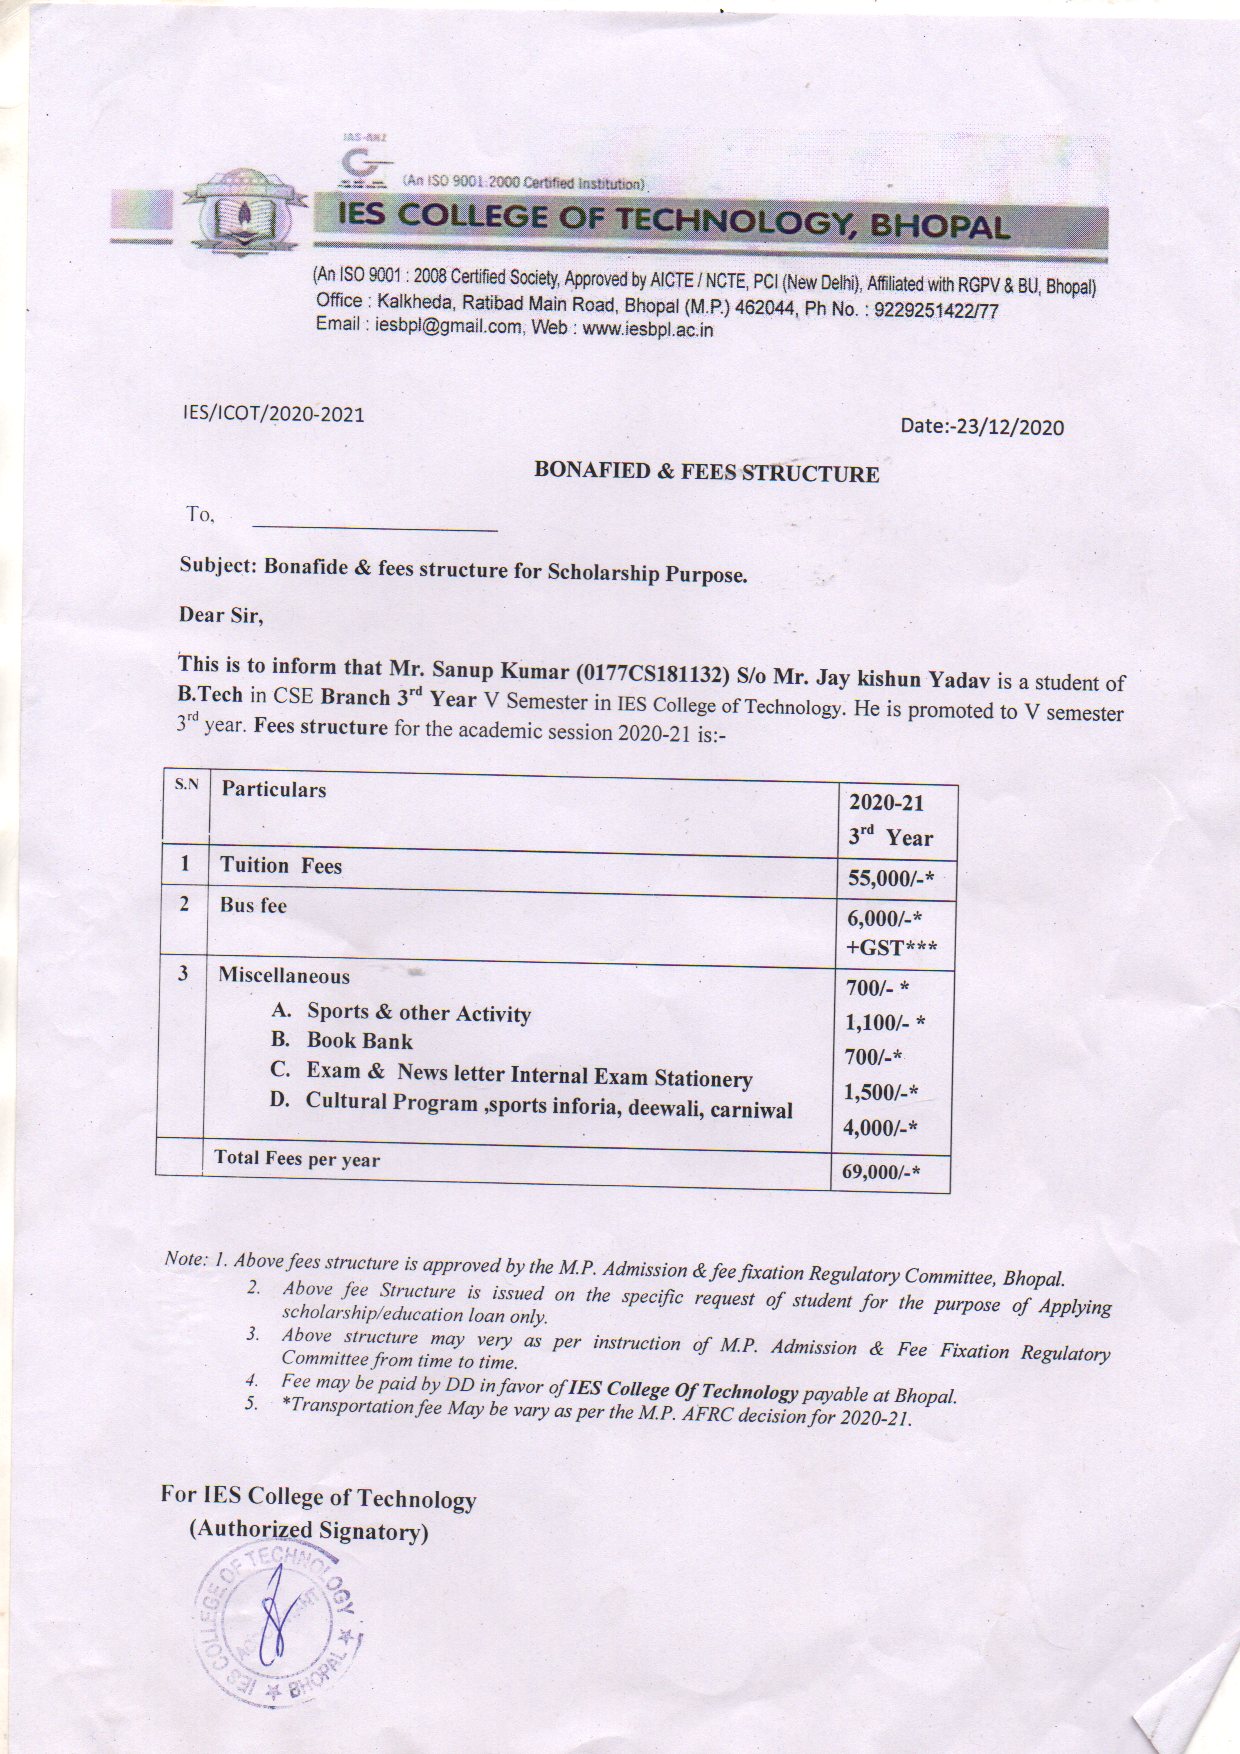 IAS-ANZ
(An ISO 9001:2000 Certified Institution)
IES COLLEGE OF TECHNOLOGY, BHOPAL
(An ISO 9001 : 2008 Certified Society, Approved by AICTE / NCTE, PCI (New Delhi), Affiliated with RGPV & BU, Bhopal)
Office : Kalkheda, Ratibad Main Road, Bhopal (M.P.) 462044, Ph No. : 9229251422/77
Email : iesbpl@gmail.com, Web : www.iesbpl.ac.in
IES/ICOT/2020-2021
Date:-23/12/2020
BONAFIED & FEES STRUCTURE
To,
Subject: Bonafide & fees structure for Scholarship Purpose.
Dear Sir,
This is to inform that Mr. Sanup Kumar (0177CS181132) S/o Mr. Jay kishun Yadav is a student of
B.Tech in CSE Branch 3rd Year V Semester in IES College of Technology. He is promoted to V semester
3rd year. Fees structure for the academic session 2020-21 is:-
S.N Particulars 2020-21
3rd Year
1 Tuition Fees 55,000/-*
2 Bus fee 6,000/-*
+GST***
3 Miscellaneous 700/- *
A. Sports & other Activity 1,100/- *
B. Book Bank 700/-*
C. Exam & News letter Internal Exam Stationery 1,500/-*
D. Cultural Program ,sports inforia, deewali, carniwal 4,000/-*
Total Fees per year 69,000/-*
Note: 1. Above fees structure is approved by the M.P. Admission & fee fixation Regulatory Committee, Bhopal.
2. Above fee Structure is issued on the specific request of student for the purpose of Applying
scholarship/education loan only.
3. Above structure may very as per instruction of M.P. Admission & Fee Fixation Regulatory
Committee from time to time.
4. Fee may be paid by DD in favor of IES College Of Technology payable at Bhopal.
5. *Transportation fee May be vary as per the M.P. AFRC decision for 2020-21.
For IES College of Technology
(Authorized Signatory)
IES COLLEGE OF TECHNOLOGY ★ BHOPAL ★